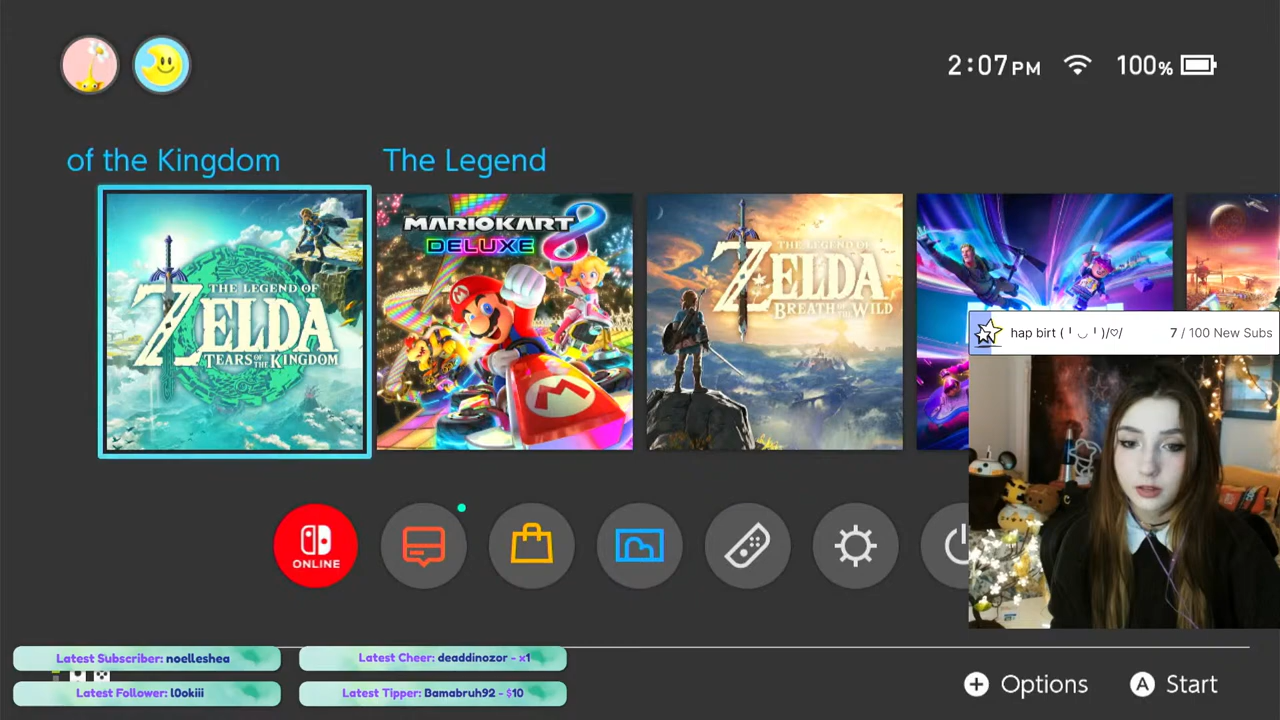 2:07 PM
100%
of the Kingdom
The Legend
THE LEGEND OF
ZELDA
TEARS OF THE KINGDOM
MARIOKART 8
DELUXE
M
THE LEGEND OF
ZELDA
BREATH OF THE WILD
hap birt ( ╹ ◡ ╹ )/♡/ 7 / 100 New Subs
ONLINE
Latest Subscriber: noelleshea
Latest Cheer: deaddinozor - x1
Latest Follower: l0okiii
Latest Tipper: Bamabruh92 - $10
+ Options
A Start